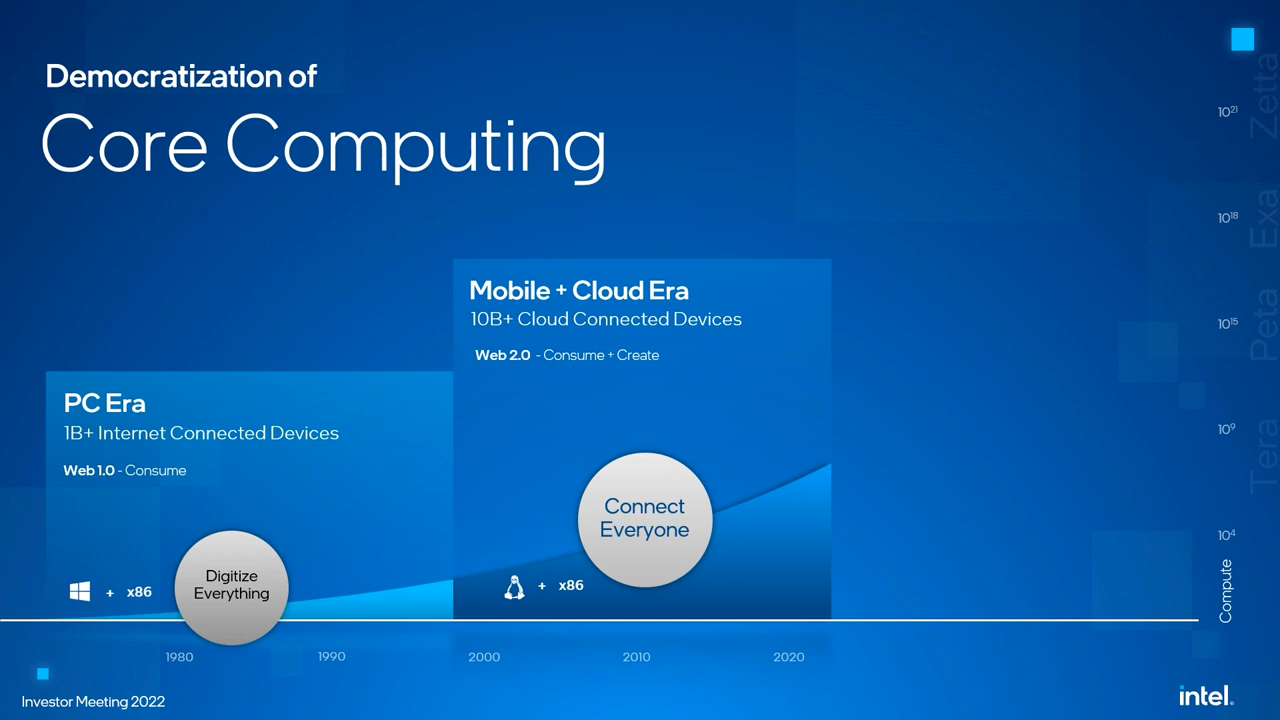 Democratization of
Core Computing
Zetta
10²¹
Exa
10¹⁸
Peta
10¹⁵
Tera
10⁹
10⁴
Compute
Mobile + Cloud Era
10B+ Cloud Connected Devices
Web 2.0 - Consume + Create
Connect
Everyone
+ x86
PC Era
1B+ Internet Connected Devices
Web 1.0 - Consume
Digitize
Everything
+ x86
1980 1990 2000 2010 2020
Investor Meeting 2022
intel.